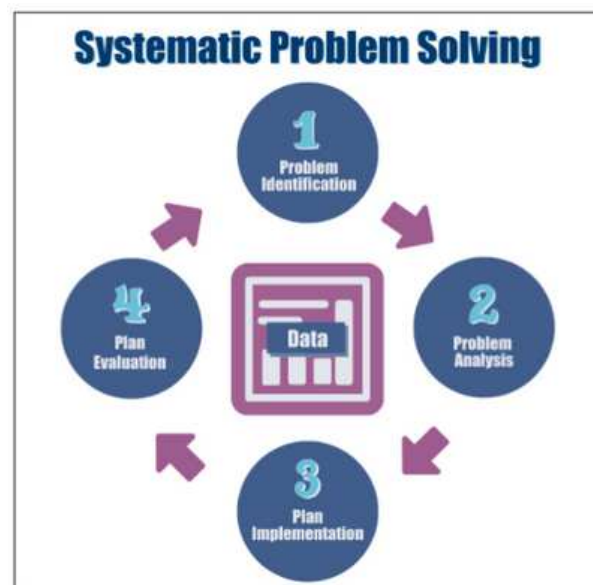 Systematic Problem Solving
1
Problem
Identification
2
Problem
Analysis
3
Plan
Implementation
4
Plan
Evaluation
Data